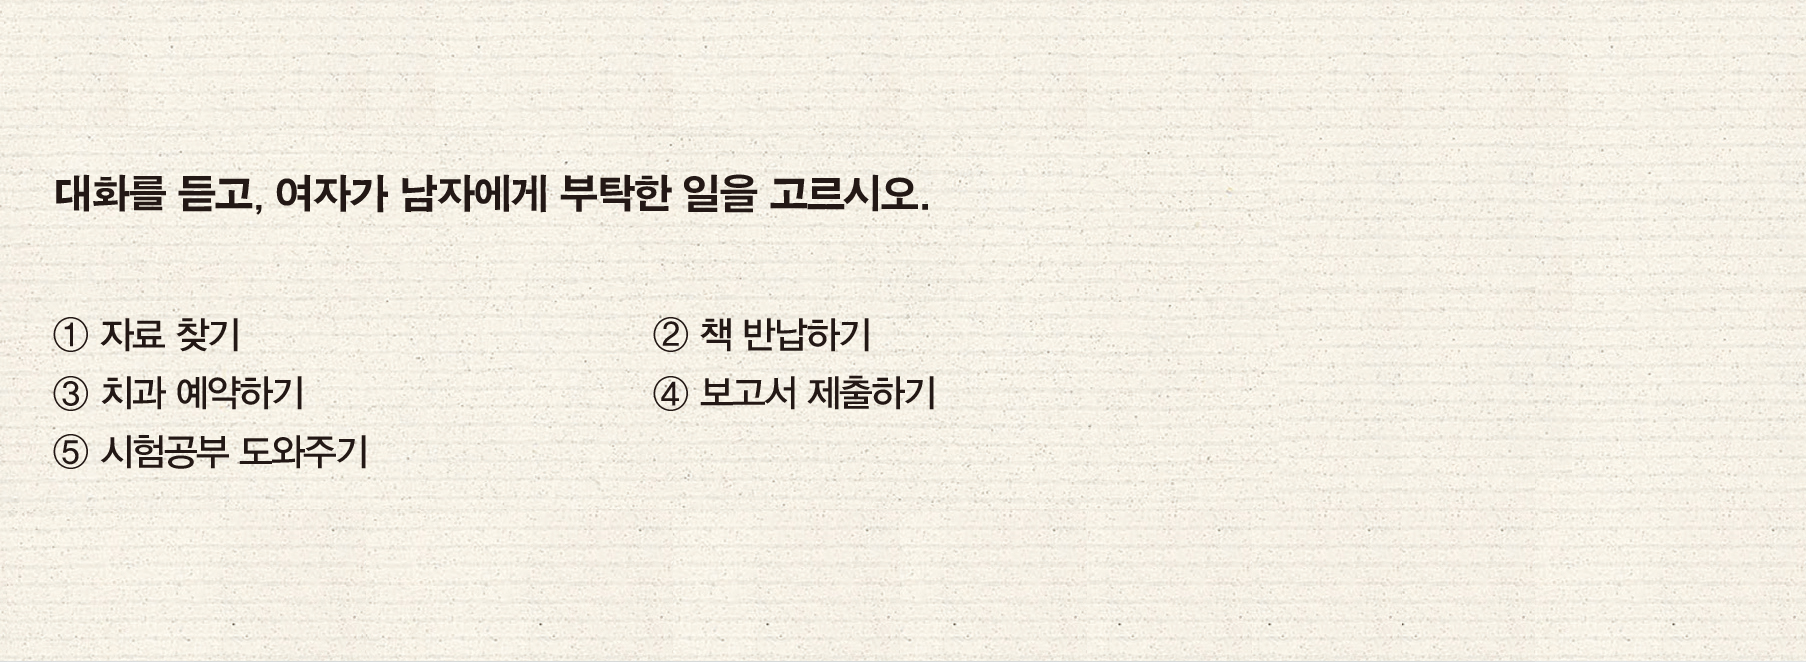 대화를 듣고, 여자가 남자에게 부탁한 일을 고르시오.
① 자료 찾기 ② 책 반납하기
③ 치과 예약하기 ④ 보고서 제출하기
⑤ 시험공부 도와주기